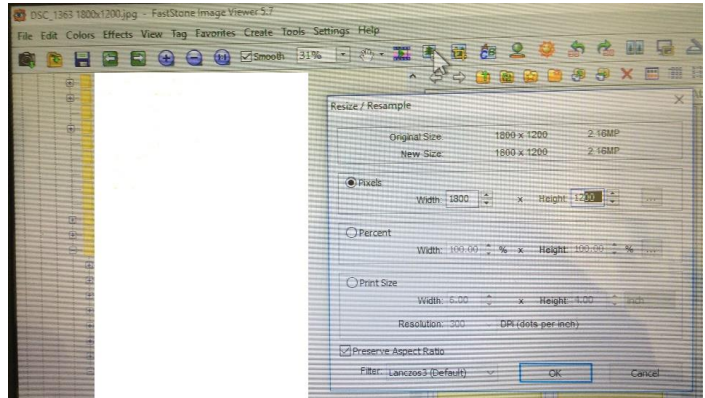 DSC_1363 1800x1200.jpg - FastStone Image Viewer 5.7
File Edit Colors Effects View Tag Favorites Create Tools Settings Help
Smooth 31%
Resize / Resample
Original Size: 1800 x 1200 2.16MP
New Size: 1800 x 1200 2.16MP
Pixels
Width: 1800 x Height: 1200 ...
Percent
Width: 100.00 % x Height: 100.00 % ...
Print Size
Width: 6.00 x Height: 4.00 inch
Resolution: 300 DPI (dots per inch)
Preserve Aspect Ratio
Filter: Lanczos3 (Default) OK Cancel